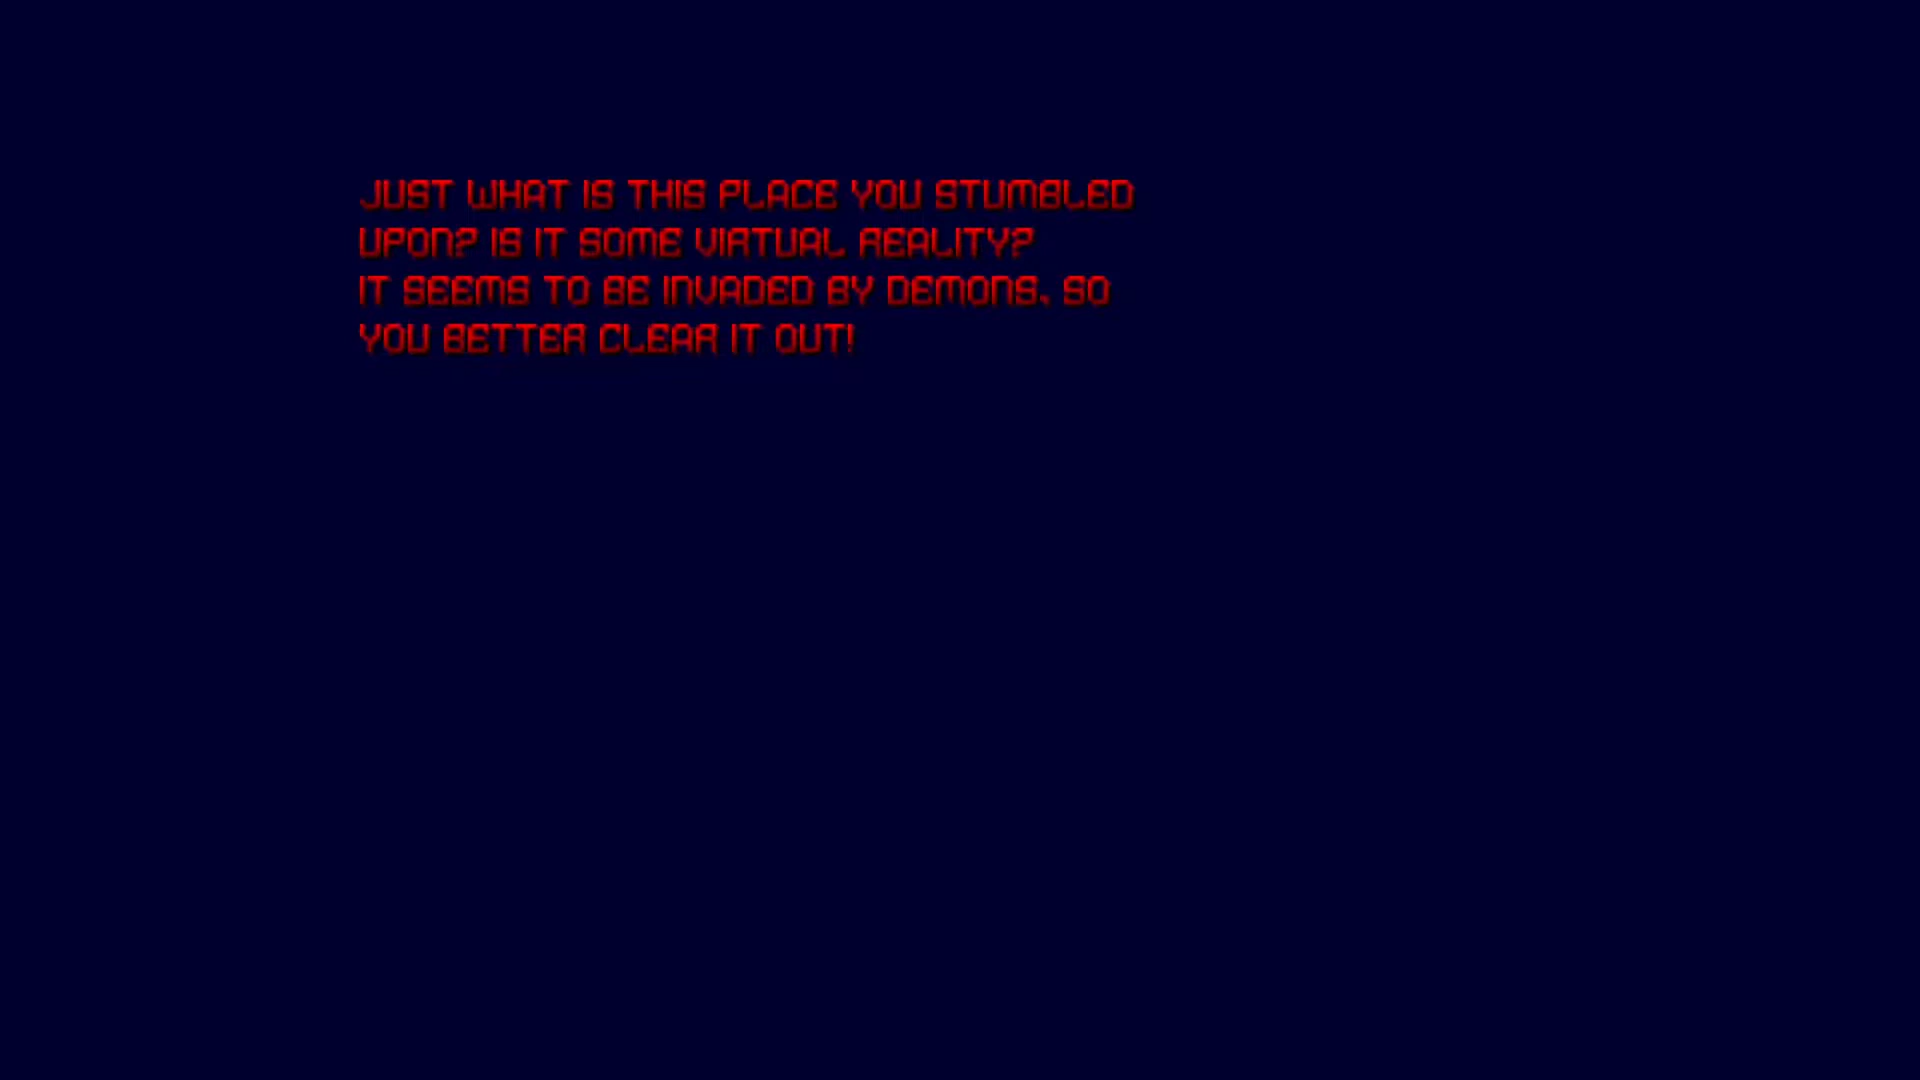 JUST WHAT IS THIS PLACE YOU STUMBLED
UPON? IS IT SOME VIRTUAL REALITY?
IT SEEMS TO BE INVADED BY DEMONS, SO
YOU BETTER CLEAR IT OUT!